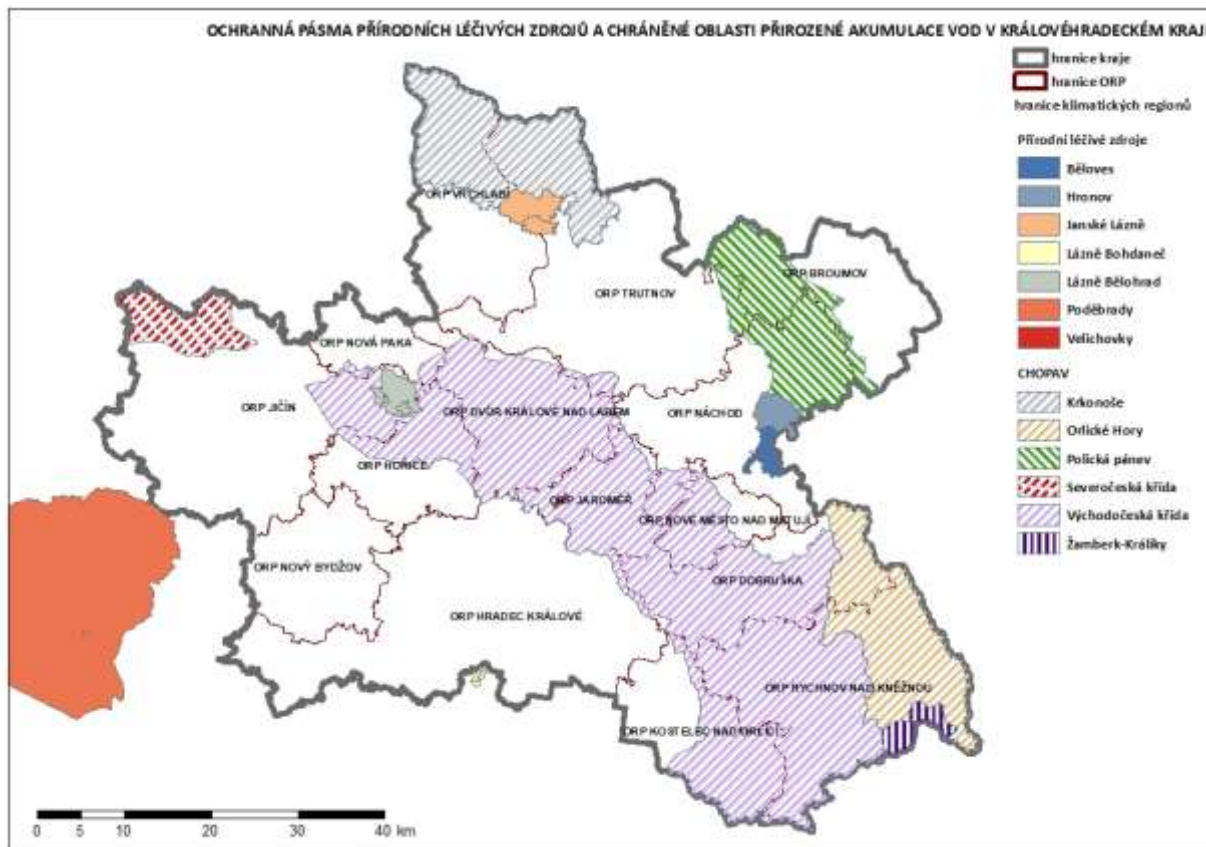 OCHRANNÁ PÁSMA PŘÍRODNÍCH LÉČIVÝCH ZDROJŮ A CHRÁNĚNÉ OBLASTI PŘIROZENÉ AKUMULACE VOD V KRÁLOVÉHRADECKÉM KRAJI
hranice kraje
hranice ORP
hranice klimatických regionů
Přírodní léčivé zdroje
Běloves
Hronov
Janské Lázně
Lázně Bohdaneč
Lázně Bělohrad
Poděbrady
Velichovky
CHOPAV
Krkonoše
Orlické Hory
Polická pánev
Severočeská křída
Východočeská křída
Žamberk-Králíky
ORP VRCHLABÍ
ORP TRUTNOV
ORP BROUMOV
ORP NOVÁ PAKA
ORP JIČÍN
ORP DVŮR KRÁLOVÉ NAD LABEM
ORP NÁCHOD
ORP HOŘICE
ORP JAROMĚŘ
ORP NOVÉ MĚSTO NAD METUJÍ
ORP NOVÝ BYDŽOV
ORP DOBRUŠKA
ORP HRADEC KRÁLOVÉ
ORP RYCHNOV NAD KNĚŽNOU
ORP KOSTELEC NAD ORLICÍ
0 5 10 20 30 40 km